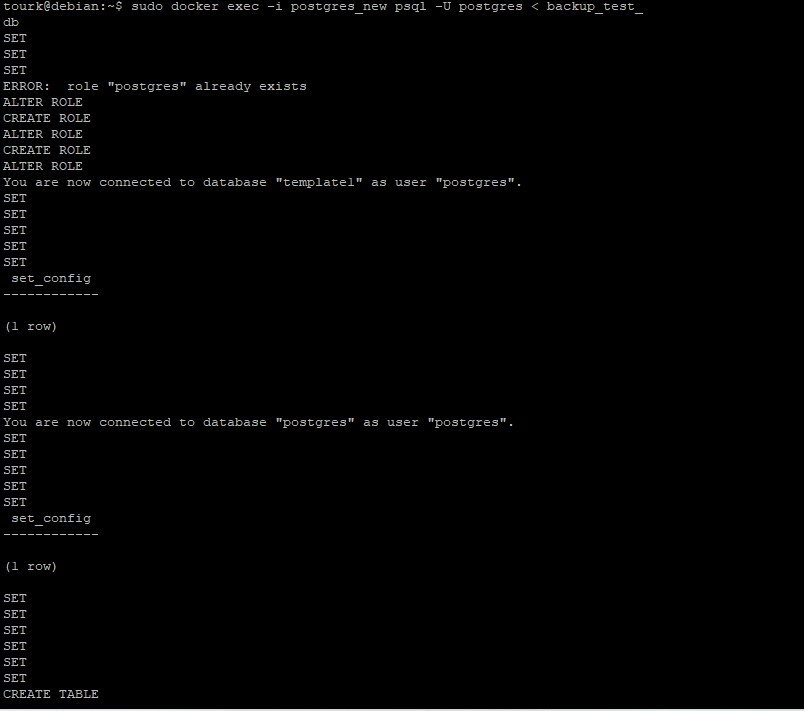 tourk@debian:~$ sudo docker exec -i postgres_new psql -U postgres < backup_test_
db
SET
SET
SET
ERROR:  role "postgres" already exists
ALTER ROLE
CREATE ROLE
ALTER ROLE
CREATE ROLE
ALTER ROLE
You are now connected to database "template1" as user "postgres".
SET
SET
SET
SET
SET
 set_config
------------

(1 row)

SET
SET
SET
SET
You are now connected to database "postgres" as user "postgres".
SET
SET
SET
SET
SET
 set_config
------------

(1 row)

SET
SET
SET
SET
SET
SET
CREATE TABLE